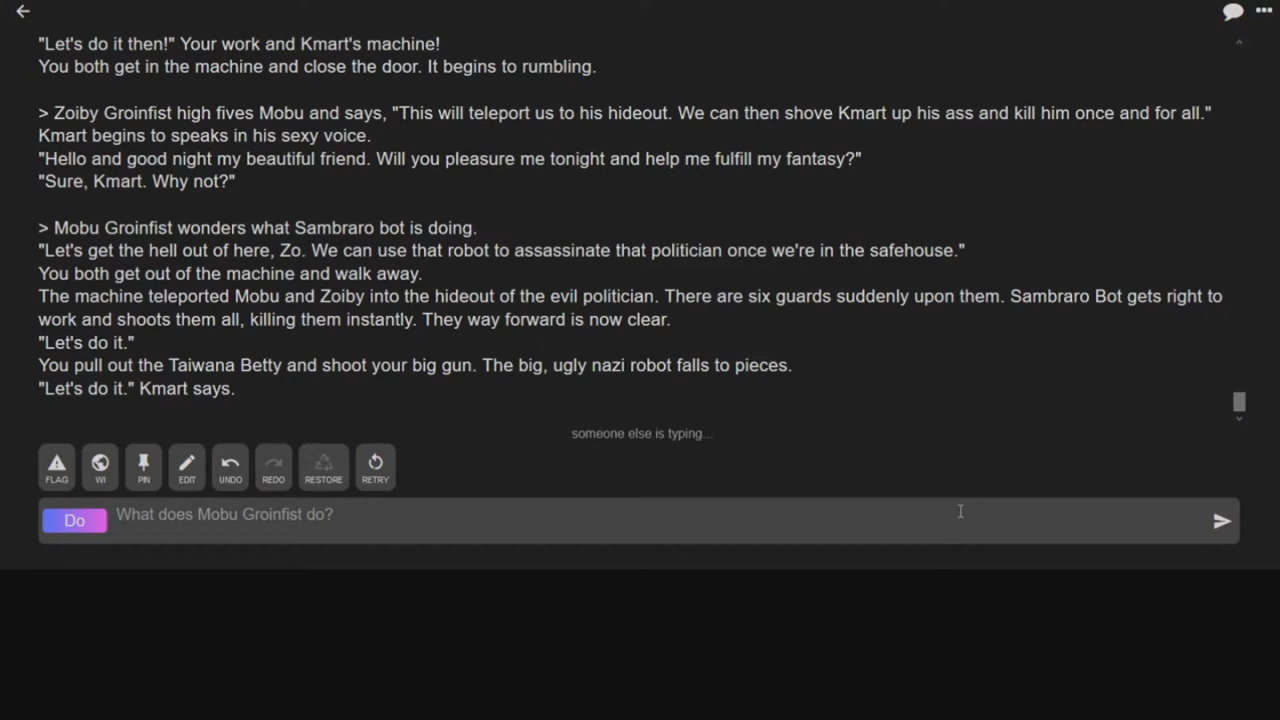 "Let's do it then!" Your work and Kmart's machine!
You both get in the machine and close the door. It begins to rumbling.
> Zoiby Groinfist high fives Mobu and says, "This will teleport us to his hideout. We can then shove Kmart up his ass and kill him once and for all."
Kmart begins to speaks in his sexy voice.
"Hello and good night my beautiful friend. Will you pleasure me tonight and help me fulfill my fantasy?"
"Sure, Kmart. Why not?"
> Mobu Groinfist wonders what Sambraro bot is doing.
"Let's get the hell out of here, Zo. We can use that robot to assassinate that politician once we're in the safehouse."
You both get out of the machine and walk away.
The machine teleported Mobu and Zoiby into the hideout of the evil politician. There are six guards suddenly upon them. Sambraro Bot gets right to
work and shoots them all, killing them instantly. They way forward is now clear.
"Let's do it."
You pull out the Taiwana Betty and shoot your big gun. The big, ugly nazi robot falls to pieces.
"Let's do it." Kmart says.
someone else is typing...
FLAG WI PIN EDIT UNDO REDO RESTORE RETRY
Do What does Mobu Groinfist do?